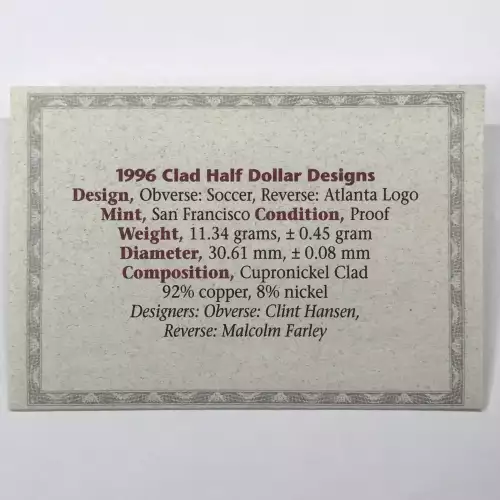 1996 Clad Half Dollar Designs
Design, Obverse: Soccer, Reverse: Atlanta Logo
Mint, San Francisco Condition, Proof
Weight, 11.34 grams, ± 0.45 gram
Diameter, 30.61 mm, ± 0.08 mm
Composition, Cupronickel Clad
92% copper, 8% nickel
Designers: Obverse: Clint Hansen,
Reverse: Malcolm Farley